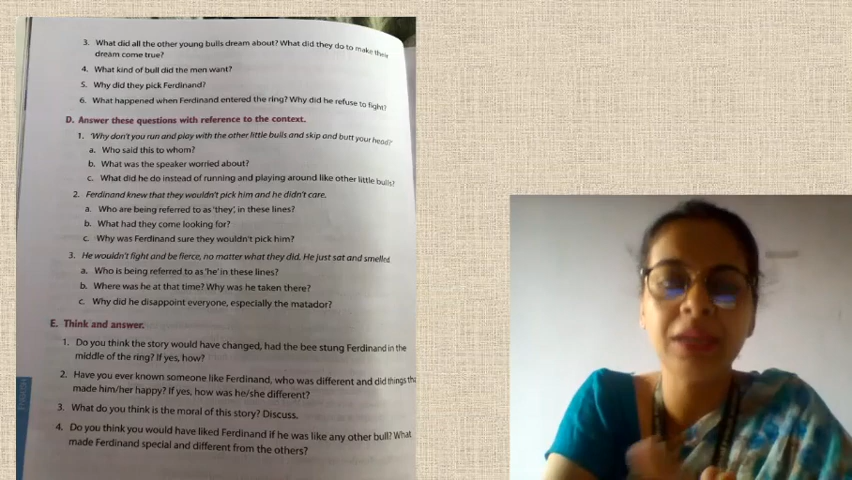 3. What did all the other young bulls dream about? What did they do to make their
dream come true?
4. What kind of bull did the men want?
5. Why did they pick Ferdinand?
6. What happened when Ferdinand entered the ring? Why did he refuse to fight?
D. Answer these questions with reference to the context.
1. 'Why don't you run and play with the other little bulls and skip and butt your head?'
a. Who said this to whom?
b. What was the speaker worried about?
c. What did he do instead of running and playing around like other little bulls?
2. Ferdinand knew that they wouldn't pick him and he didn't care.
a. Who are being referred to as 'they', in these lines?
b. What had they come looking for?
c. Why was Ferdinand sure they wouldn't pick him?
3. He wouldn't fight and be fierce, no matter what they did. He just sat and smelled.
a. Who is being referred to as 'he' in these lines?
b. Where was he at that time? Why was he taken there?
c. Why did he disappoint everyone, especially the matador?
E. Think and answer.
1. Do you think the story would have changed, had the bee stung Ferdinand in the
middle of the ring? If yes, how?
2. Have you ever known someone like Ferdinand, who was different and did things tha
made him/her happy? If yes, how was he/she different?
3. What do you think is the moral of this story? Discuss.
4. Do you think you would have liked Ferdinand if he was like any other bull? What
made Ferdinand special and different from the others?
ENGLISH